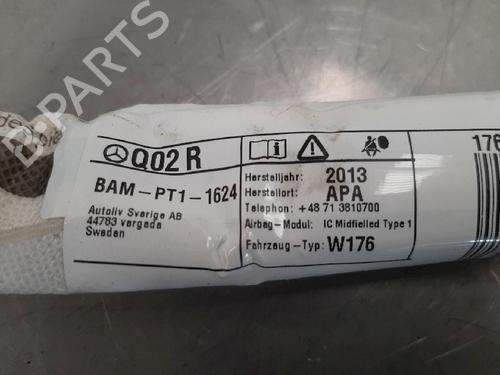 B PARTS
Q02 R
BAM-PT1-1624
Autoliv Sverige AB
44783 vargada
Sweden
Herstelljahr: 2013
Herstellort: APA
Telephon: +48 71 3810700
Airbag-Modul: IC Midfielled Type 1
Fahrzeug-Typ: W176
176